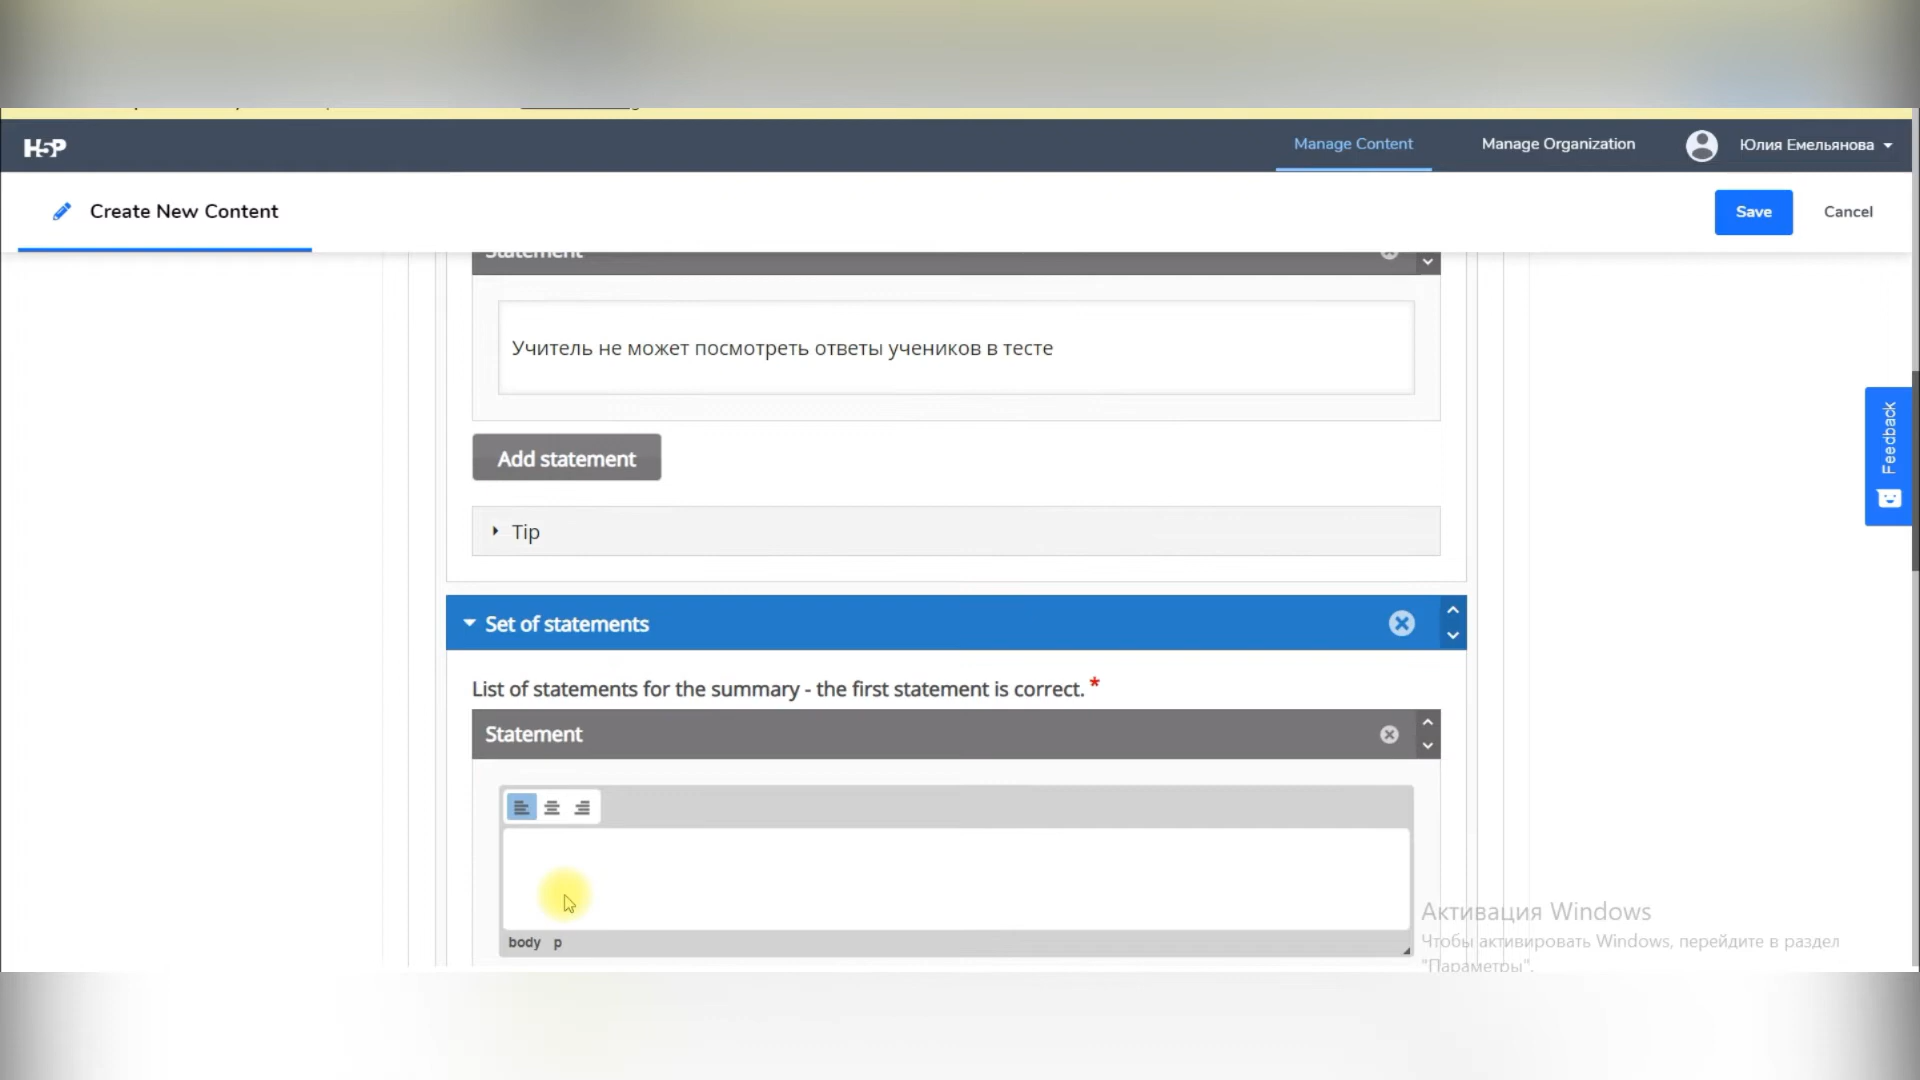 H5P
Manage Content
Manage Organization
Юлия Емельянова
Create New Content
Save
Cancel
Statement
Учитель не может посмотреть ответы учеников в тесте
Add statement
Tip
Feedback
Set of statements
List of statements for the summary - the first statement is correct. *
Statement
body p
Активация Windows
Чтобы активировать Windows, перейдите в раздел
"Параметры".